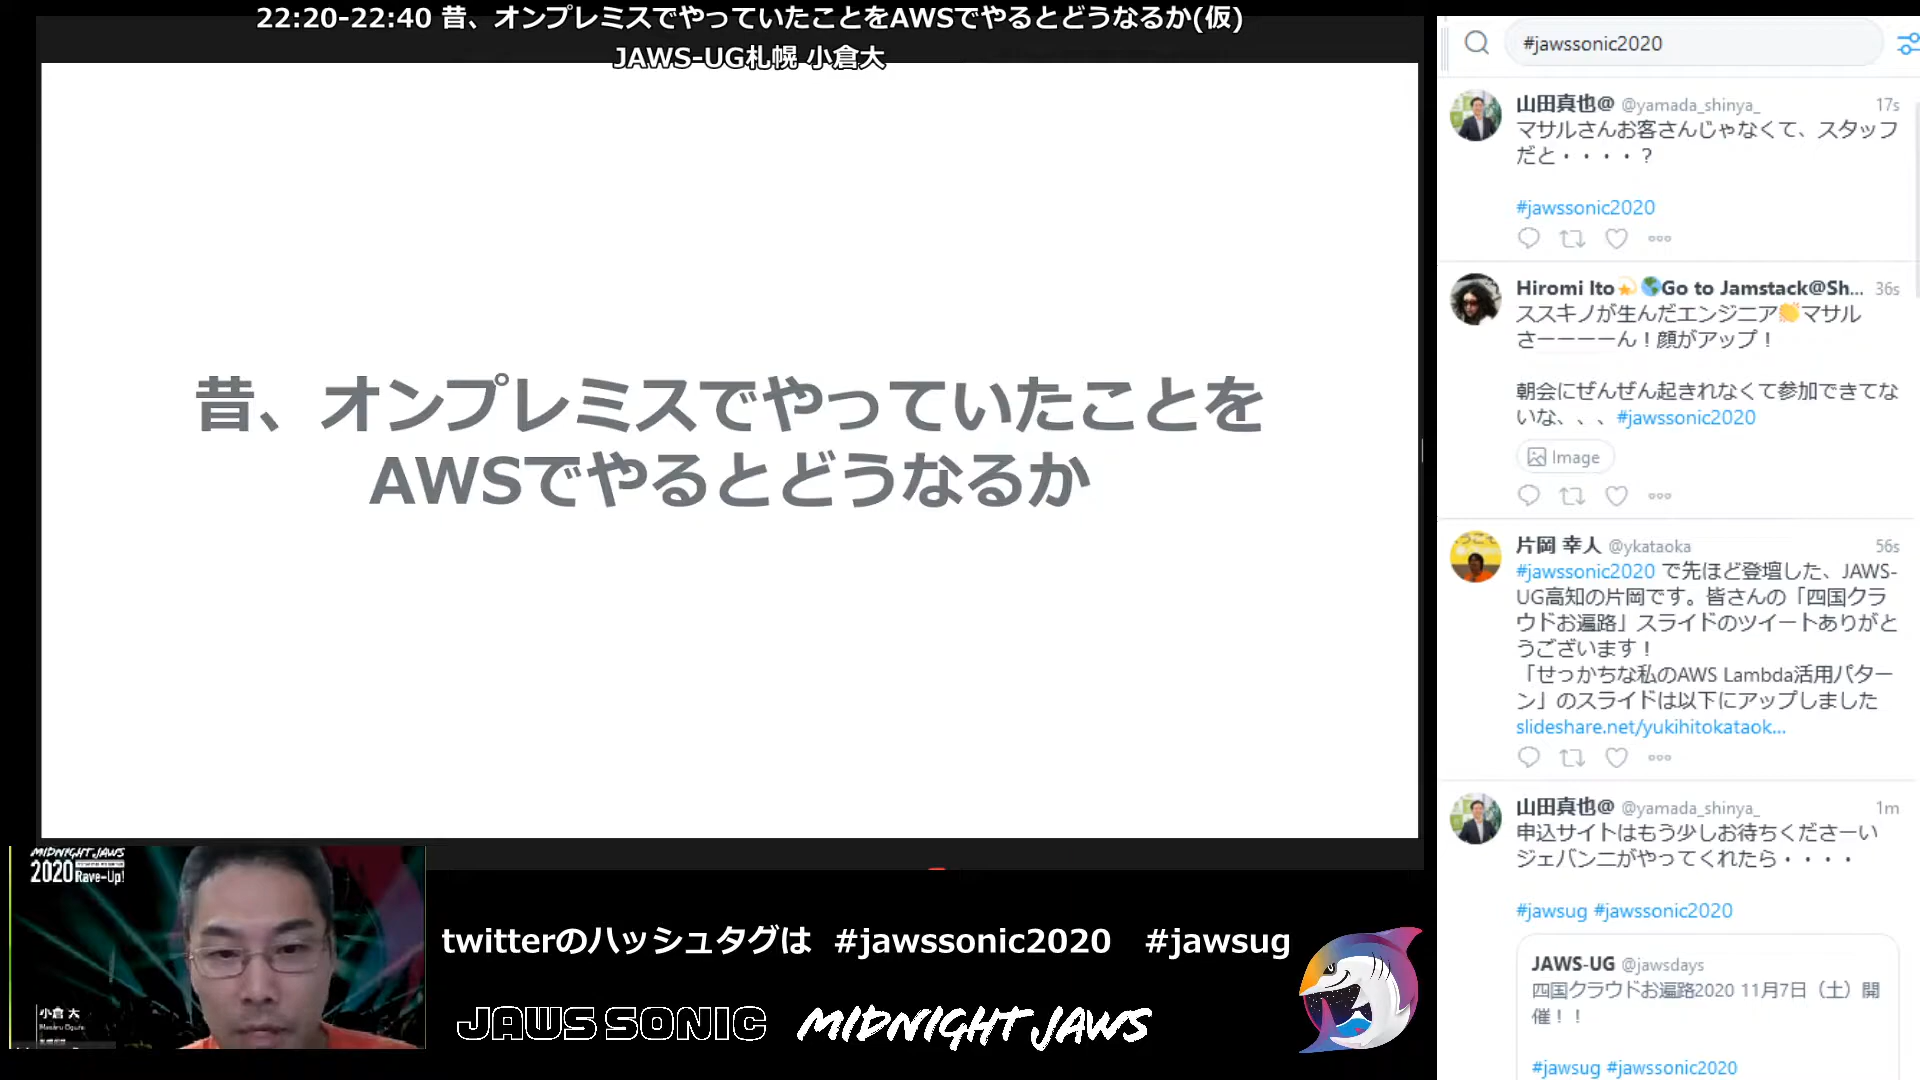 22:20-22:40 昔、オンプレミスでやっていたことをAWSでやるとどうなるか(仮)
JAWS-UG札幌 小倉大
昔、オンプレミスでやっていたことを
AWSでやるとどうなるか
MIDNIGHT JAWS
2020 Rave-Up!
小倉 大
Masaru Ogura
twitterのハッシュタグは #jawssonic2020 #jawsug
JAWS SONIC MIDNIGHT JAWS
#jawssonic2020
山田真也@ @yamada_shinya_ 17s
マサルさんお客さんじゃなくて、スタッフ
だと・・・・？
#jawssonic2020
Hiromi Ito💫🌎Go to Jamstack@Sh... 36s
ススキノが生んだエンジニア👏マサル
さーーーーん！顔がアップ！
朝会にぜんぜん起きれなくて参加できてな
いな、、、#jawssonic2020
Image
片岡 幸人 @ykataoka 56s
#jawssonic2020 で先ほど登壇した、JAWS-
UG高知の片岡です。皆さんの「四国クラ
ウドお遍路」スライドのツイートありがと
うございます！
「せっかちな私のAWS Lambda活用パター
ン」のスライドは以下にアップしました
slideshare.net/yukihitokataok...
山田真也@ @yamada_shinya_ 1m
申込サイトはもう少しお待ちくださーい
ジェバンニがやってくれたら・・・・
#jawsug #jawssonic2020
JAWS-UG @jawsdays
四国クラウドお遍路2020 11月7日（土）開
催！！
#jawsug #jawssonic2020